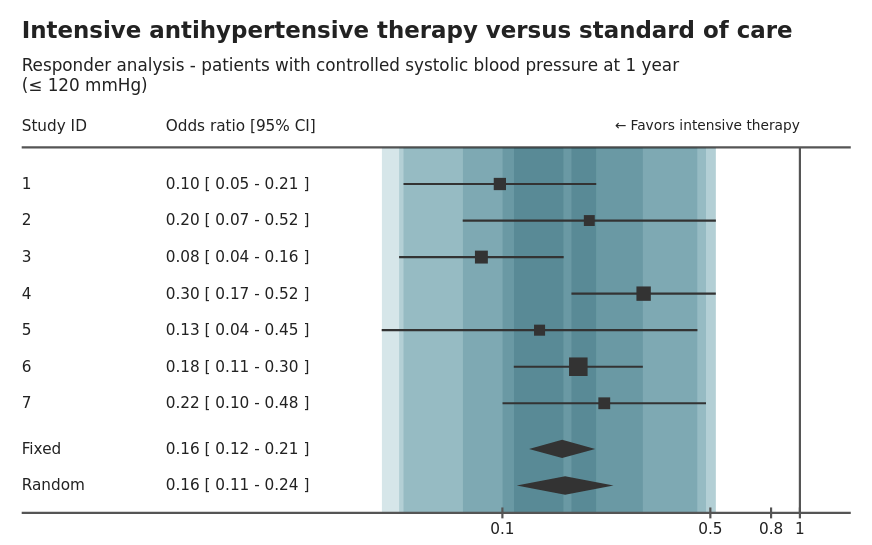 Intensive antihypertensive therapy versus standard of care
Responder analysis - patients with controlled systolic blood pressure at 1 year
(≤ 120 mmHg)
Study ID Odds ratio [95% CI] ← Favors intensive therapy
1 0.10 [ 0.05 - 0.21 ]
2 0.20 [ 0.07 - 0.52 ]
3 0.08 [ 0.04 - 0.16 ]
4 0.30 [ 0.17 - 0.52 ]
5 0.13 [ 0.04 - 0.45 ]
6 0.18 [ 0.11 - 0.30 ]
7 0.22 [ 0.10 - 0.48 ]
Fixed 0.16 [ 0.12 - 0.21 ]
Random 0.16 [ 0.11 - 0.24 ]
0.1 0.5 0.8 1